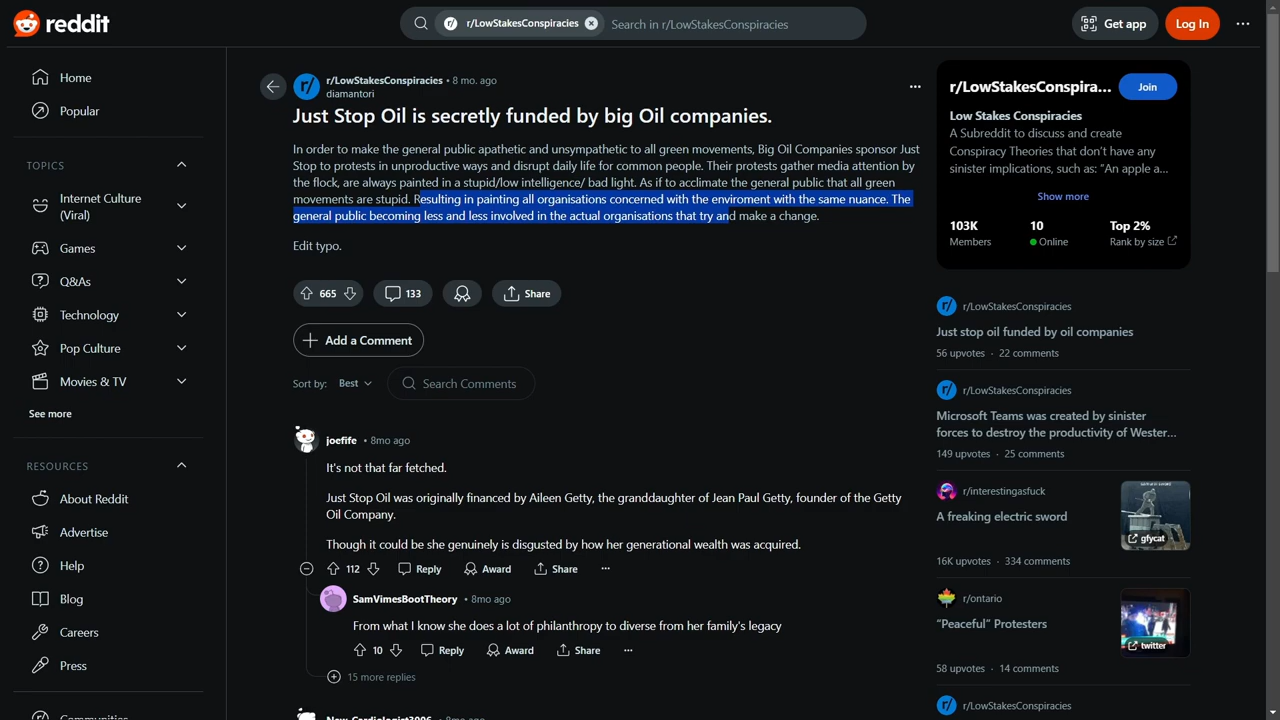 reddit
r/LowStakesConspiracies
Search in r/LowStakesConspiracies
Get app
Log In
Home
Popular
TOPICS
Internet Culture
(Viral)
Games
Q&As
Technology
Pop Culture
Movies & TV
See more
RESOURCES
About Reddit
Advertise
Help
Blog
Careers
Press
r/LowStakesConspiracies • 8 mo. ago
diamantori
Just Stop Oil is secretly funded by big Oil companies.
In order to make the general public apathetic and unsympathetic to all green movements, Big Oil Companies sponsor Just
Stop to protests in unproductive ways and disrupt daily life for common people. Their protests gather media attention by
the flock, are always painted in a stupid/low intelligence/ bad light. As if to acclimate the general public that all green
movements are stupid. Resulting in painting all organisations concerned with the enviroment with the same nuance. The
general public becoming less and less involved in the actual organisations that try and make a change.
Edit typo.
665
133
Share
Add a Comment
Sort by:
Best
Search Comments
joefife • 8mo ago
It's not that far fetched.
Just Stop Oil was originally financed by Aileen Getty, the granddaughter of Jean Paul Getty, founder of the Getty
Oil Company.
Though it could be she genuinely is disgusted by how her generational wealth was acquired.
112
Reply
Award
Share
SamVimesBootTheory • 8mo ago
From what I know she does a lot of philanthropy to diverse from her family's legacy
10
Reply
Award
Share
15 more replies
r/LowStakesConspira...
Join
Low Stakes Conspiracies
A Subreddit to discuss and create
Conspiracy Theories that don't have any
sinister implications, such as: "An apple a...
Show more
103K
Members
10
Online
Top 2%
Rank by size
r/LowStakesConspiracies
Just stop oil funded by oil companies
56 upvotes · 22 comments
r/LowStakesConspiracies
Microsoft Teams was created by sinister
forces to destroy the productivity of Wester...
149 upvotes · 25 comments
r/interestingasfuck
A freaking electric sword
gfycat
16K upvotes · 334 comments
r/ontario
"Peaceful" Protesters
twitter
58 upvotes · 14 comments
r/LowStakesConspiracies